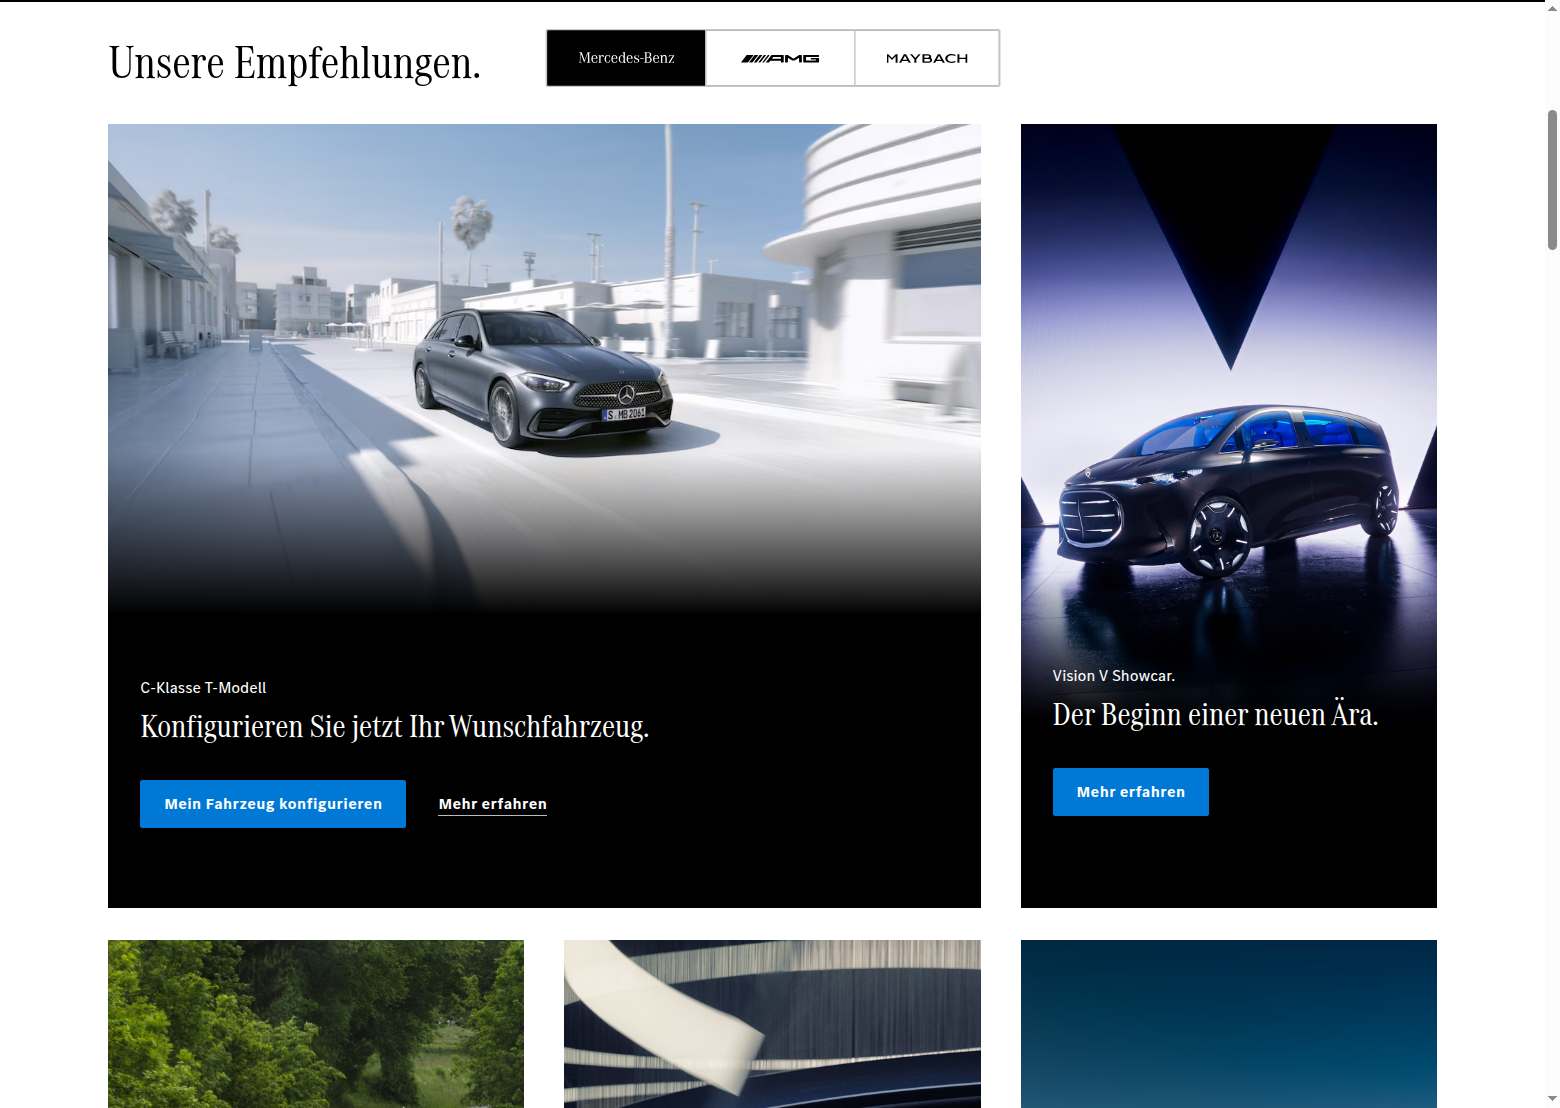 Unsere Empfehlungen.
Mercedes-Benz
AMG
MAYBACH
S MB 2061
C-Klasse T-Modell
Konfigurieren Sie jetzt Ihr Wunschfahrzeug.
Mein Fahrzeug konfigurieren
Mehr erfahren
Vision V Showcar.
Der Beginn einer neuen Ära.
Mehr erfahren